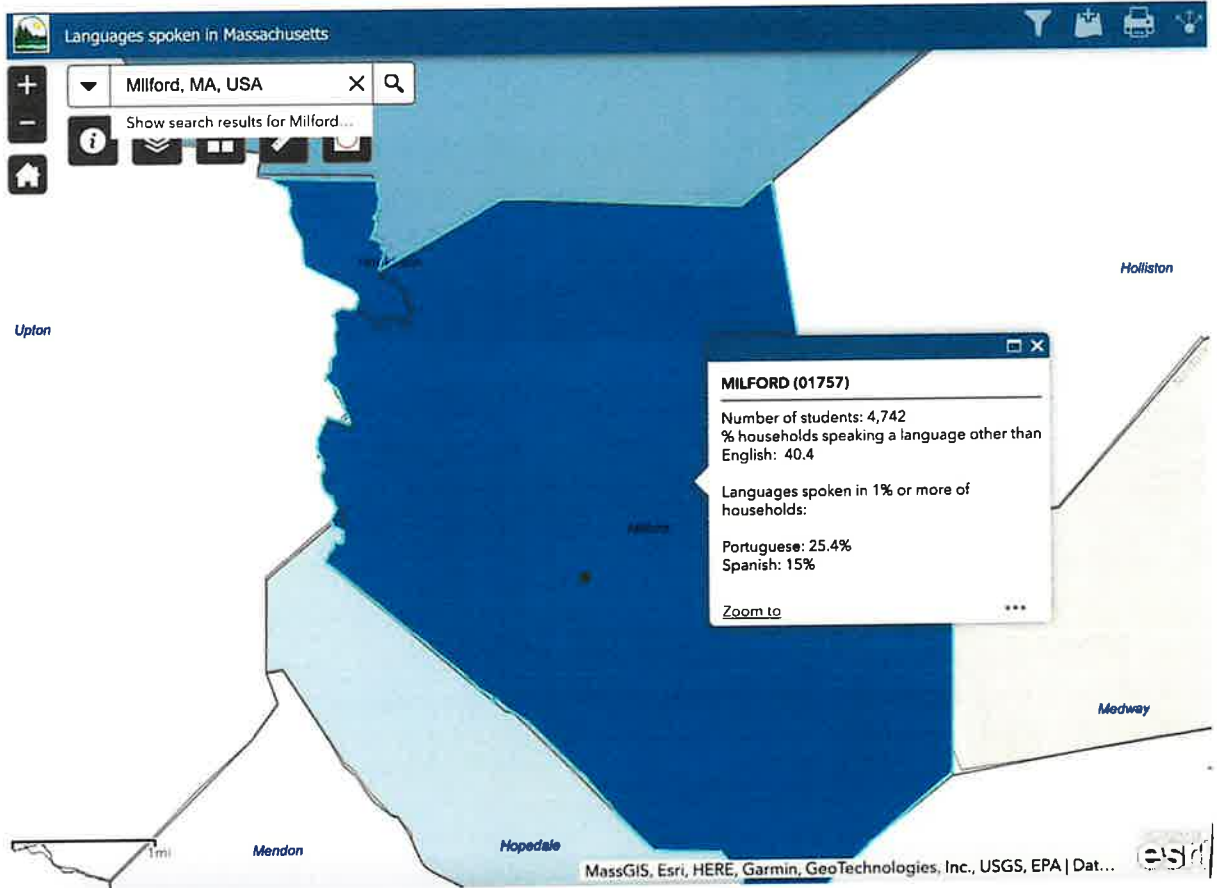 Languages spoken in Massachusetts
+
Milford, MA, USA
Show search results for Milford...
−
Holliston
Upton
MILFORD (01757)
Number of students: 4,742
% households speaking a language other than
English: 40.4
Languages spoken in 1% or more of
households:
Portuguese: 25.4%
Spanish: 15%
Zoom to
...
Milford
Medway
Hopedale
Mendon
1mi
MassGIS, Esri, HERE, Garmin, GeoTechnologies, Inc., USGS, EPA | Dat...
esri